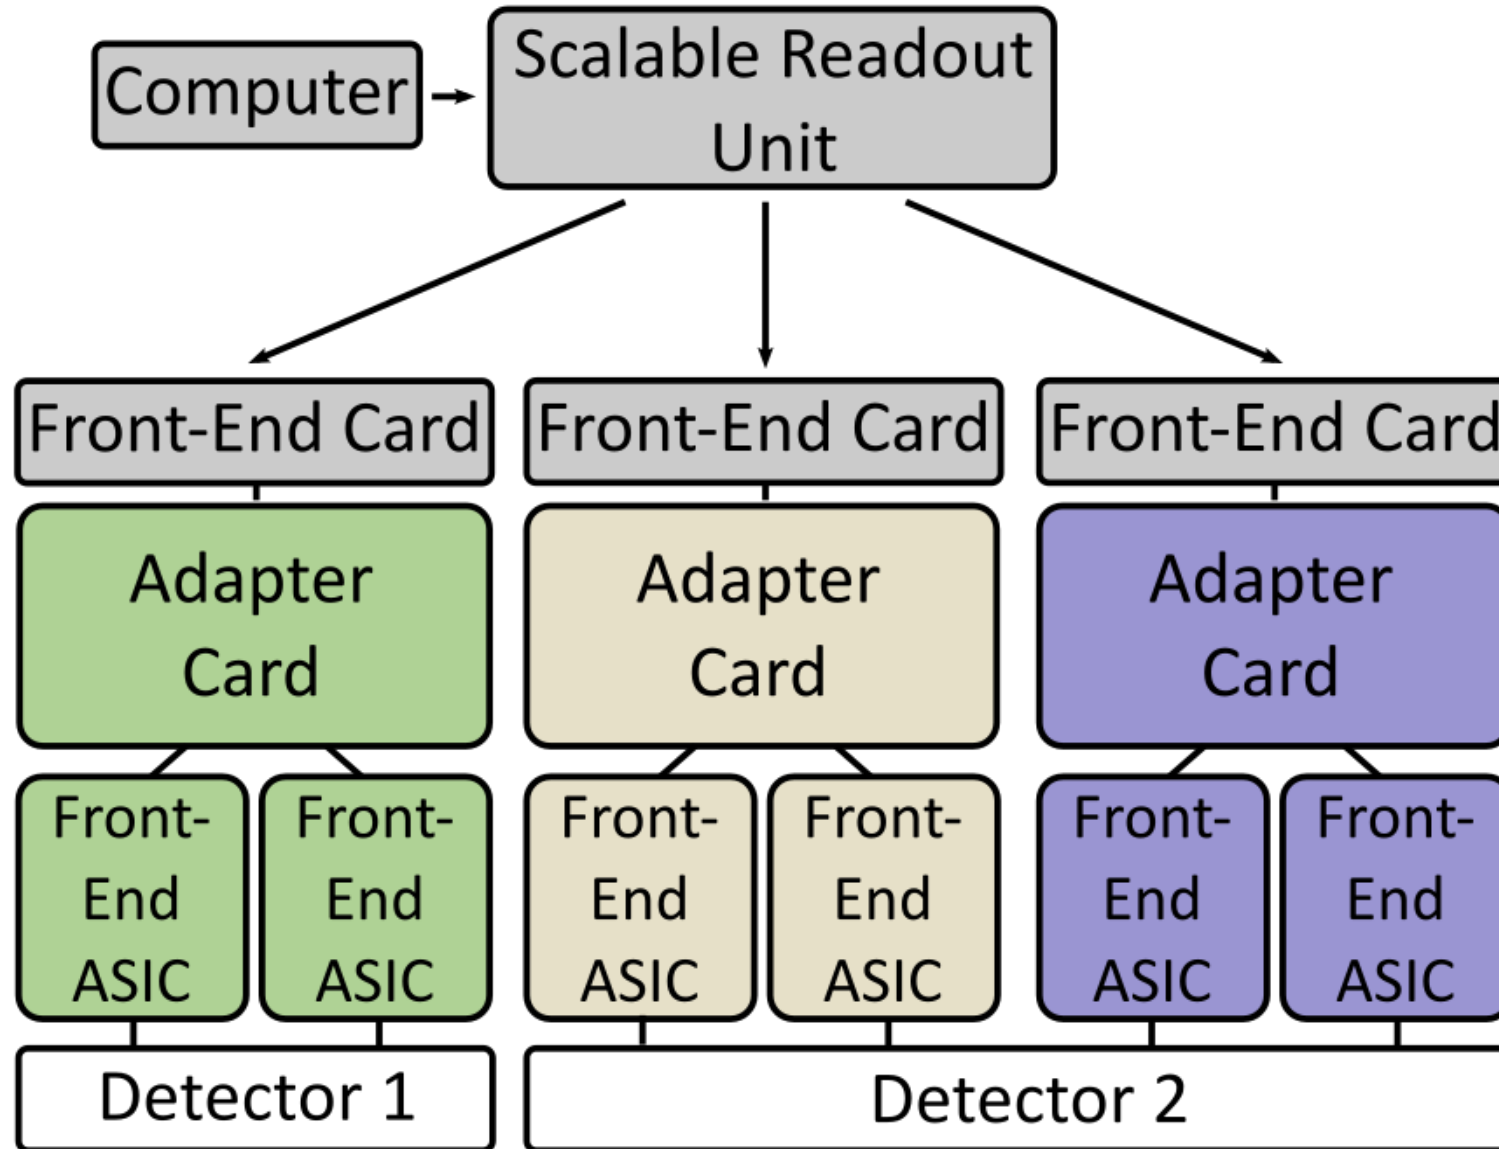 Computer
Scalable Readout
Unit
Front-End Card
Front-End Card
Front-End Card
Adapter
Card
Adapter
Card
Adapter
Card
Front-
End
ASIC
Front-
End
ASIC
Front-
End
ASIC
Front-
End
ASIC
Front-
End
ASIC
Front-
End
ASIC
Detector 1
Detector 2